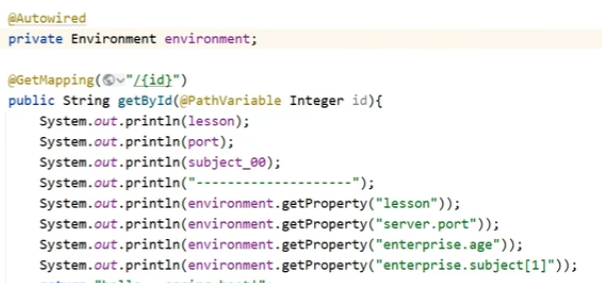 @Autowired
private Environment environment;
@GetMapping("/{id}")
public String getById(@PathVariable Integer id){
System.out.println(lesson);
System.out.println(port);
System.out.println(subject_00);
System.out.println("--------------------");
System.out.println(environment.getProperty("lesson"));
System.out.println(environment.getProperty("server.port"));
System.out.println(environment.getProperty("enterprise.age"));
System.out.println(environment.getProperty("enterprise.subject[1]"));